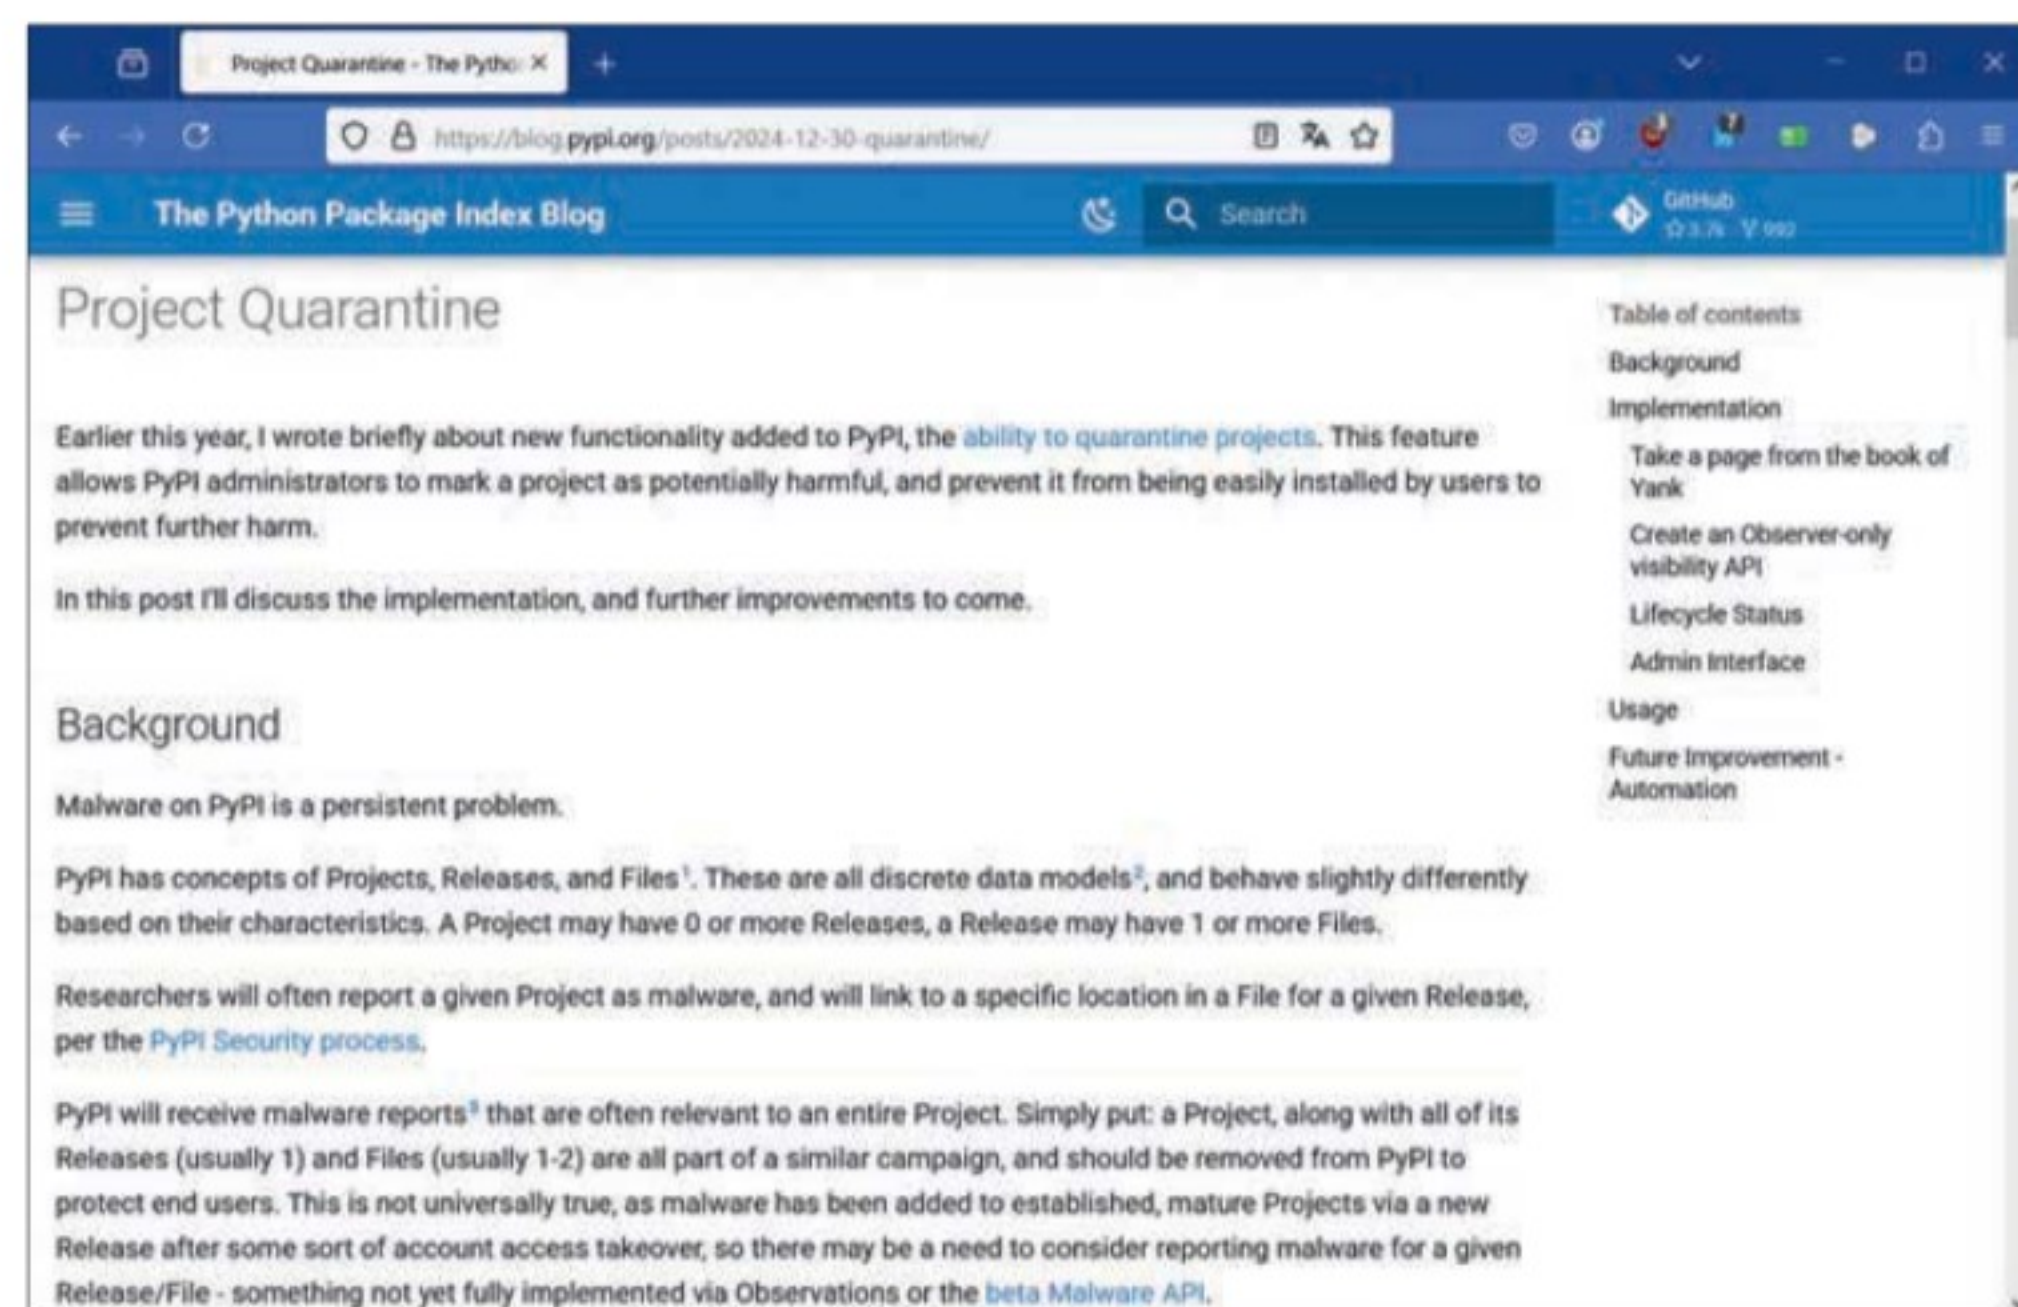 Project Quarantine - The Pytho
https://blog.pypi.org/posts/2024-12-30-quarantine/
The Python Package Index Blog
Search
GitHub
3.7k 992
Project Quarantine
Earlier this year, I wrote briefly about new functionality added to PyPI, the ability to quarantine projects. This feature
allows PyPI administrators to mark a project as potentially harmful, and prevent it from being easily installed by users to
prevent further harm.
In this post I'll discuss the implementation, and further improvements to come.
Background
Malware on PyPI is a persistent problem.
PyPI has concepts of Projects, Releases, and Files¹. These are all discrete data models², and behave slightly differently
based on their characteristics. A Project may have 0 or more Releases, a Release may have 1 or more Files.
Researchers will often report a given Project as malware, and will link to a specific location in a File for a given Release,
per the PyPI Security process.
PyPI will receive malware reports³ that are often relevant to an entire Project. Simply put: a Project, along with all of its
Releases (usually 1) and Files (usually 1-2) are all part of a similar campaign, and should be removed from PyPI to
protect end users. This is not universally true, as malware has been added to established, mature Projects via a new
Release after some sort of account access takeover, so there may be a need to consider reporting malware for a given
Release/File - something not yet fully implemented via Observations or the beta Malware API.
Table of contents
Background
Implementation
Take a page from the book of
Yank
Create an Observer-only
visibility API
Lifecycle Status
Admin Interface
Usage
Future Improvement -
Automation